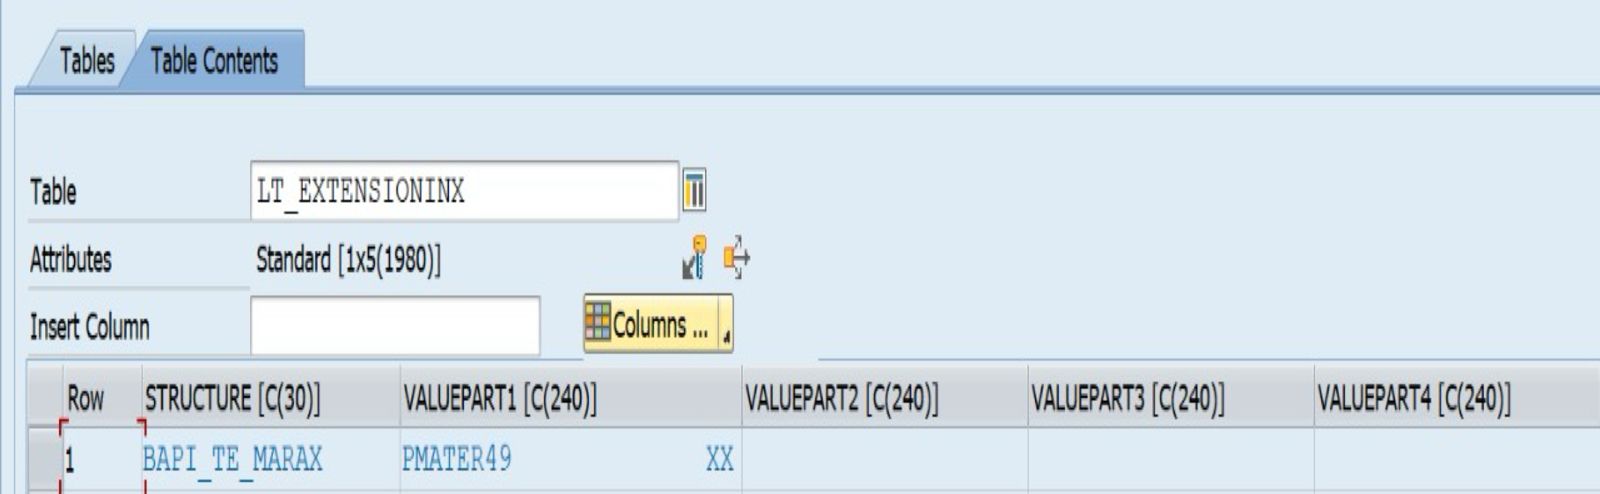 Tables Table Contents
Table LT_EXTENSIONINX
Attributes Standard [1x5(1980)]
Insert Column Columns ...
Row STRUCTURE [C(30)] VALUEPART1 [C(240)] VALUEPART2 [C(240)] VALUEPART3 [C(240)] VALUEPART4 [C(240)]
1 BAPI_TE_MARAX PMATER49 XX